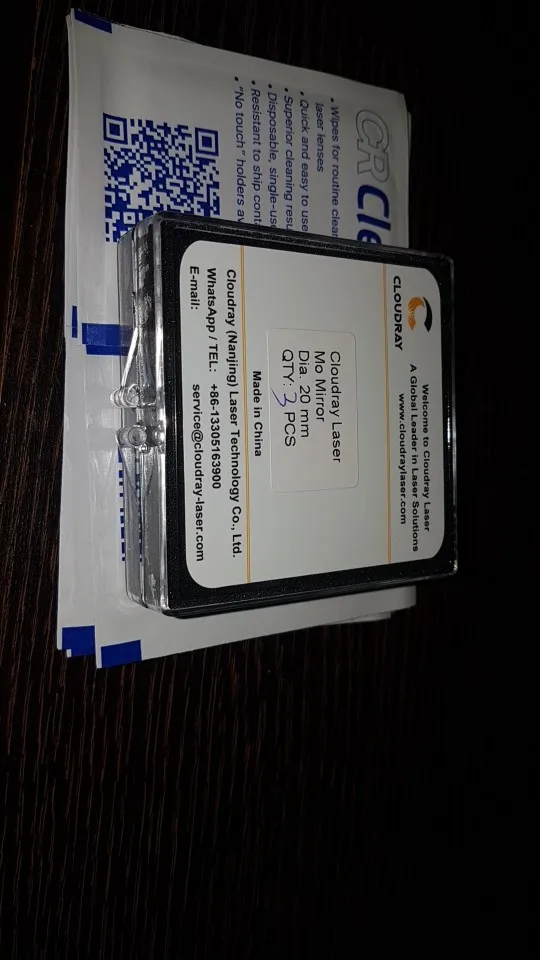 CRCle
• Wipes for routine clea
laser lenses
• Quick and easy to use
• Superior cleaning resu
• Disposable, single-us
• Resistant to ship cont
• "No touch" holders av
CLOUDRAY
Welcome to Cloudray Laser
A Global Leader in Laser Solutions
www.cloudraylaser.com
Cloudray Laser
Mo Mirror
Dia. 20 mm
QTY: 3 PCS
Made in China
Cloudray (Nanjing) Laser Technology Co., Ltd.
WhatsApp / TEL: +86-13305163900
E-mail: service@cloudray-laser.com